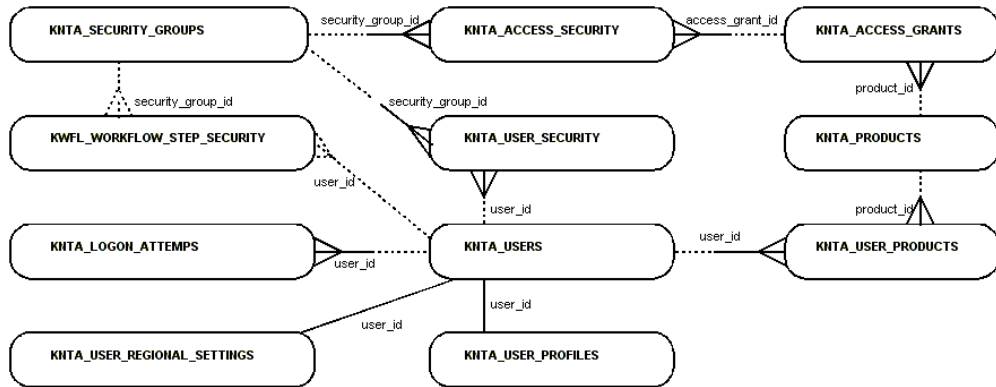 KNTA_SECURITY_GROUPS
security_group_id
KNTA_ACCESS_SECURITY
access_grant_id
KNTA_ACCESS_GRANTS
security_group_id
security_group_id
product_id
KWFL_WORKFLOW_STEP_SECURITY
KNTA_USER_SECURITY
KNTA_PRODUCTS
user_id
user_id
product_id
KNTA_LOGON_ATTEMPS
user_id
KNTA_USERS
user_id
KNTA_USER_PRODUCTS
user_id
user_id
KNTA_USER_REGIONAL_SETTINGS
KNTA_USER_PROFILES